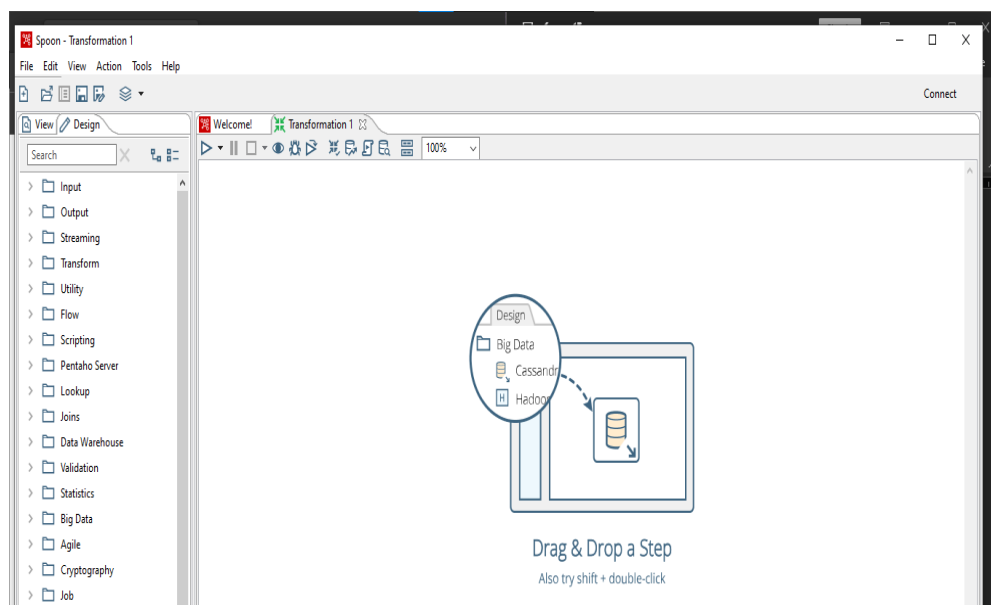 Spoon - Transformation 1
File Edit View Action Tools Help
Connect
View Design
Welcome! Transformation 1
Search
100%
Input
Output
Streaming
Transform
Utility
Flow
Scripting
Pentaho Server
Lookup
Joins
Data Warehouse
Validation
Statistics
Big Data
Agile
Cryptography
Job
Design
Big Data
Cassandr
H Hadoop
Drag & Drop a Step
Also try shift + double-click